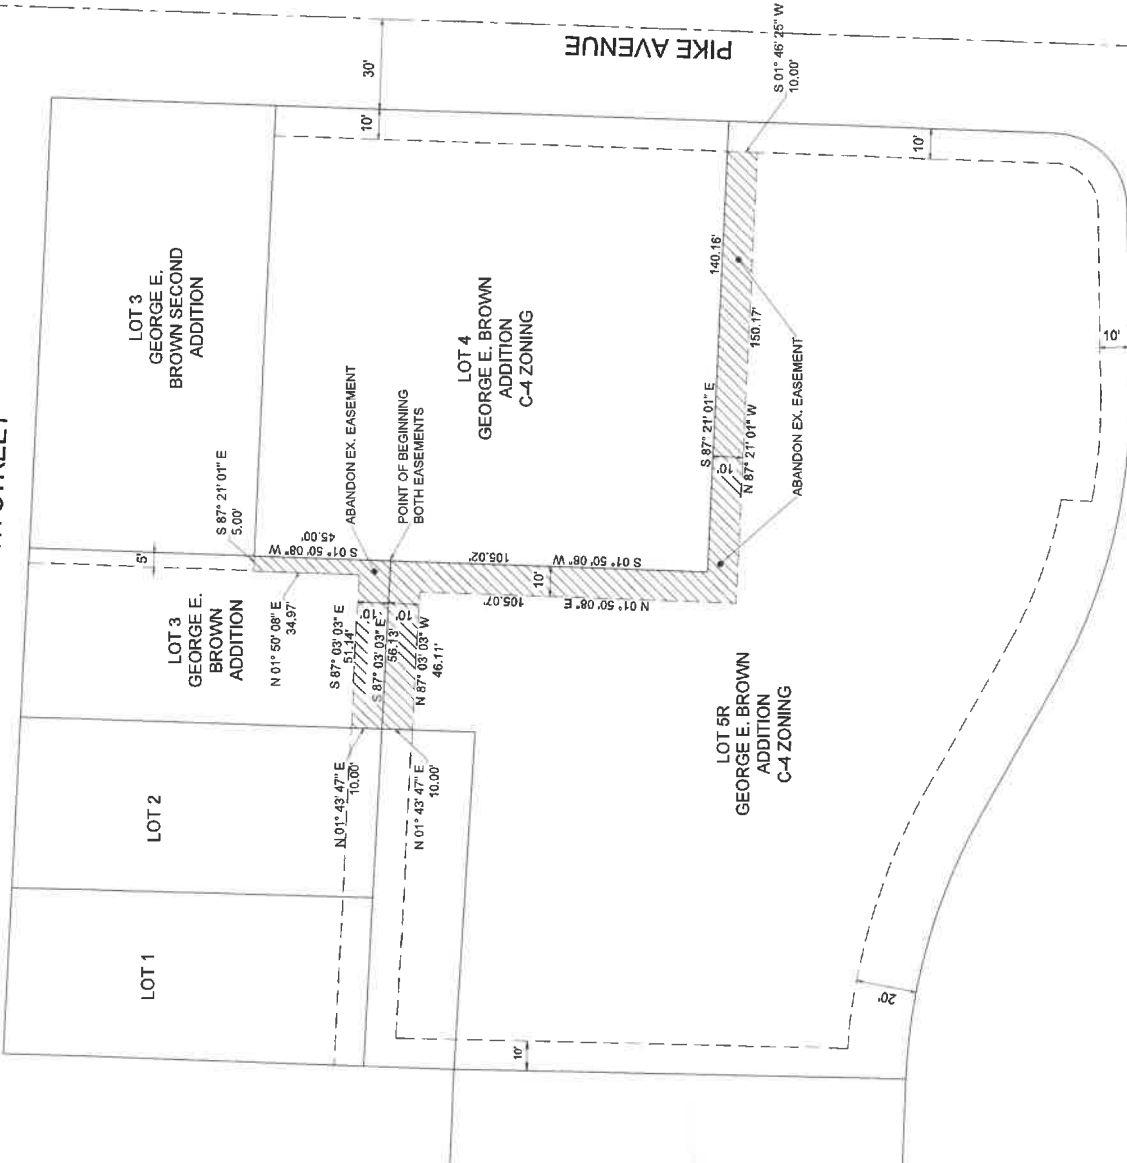 PIKE AVENUE
S 01° 46' 25" W
10.00'
30'
10'
LOT 3
GEORGE E.
BROWN SECOND
ADDITION
LOT 4
GEORGE E. BROWN
ADDITION
C-4 ZONING
10'
140.16'
150.17'
S 87° 21' 01" E
10'
N 87° 21' 01" W
ABANDON EX. EASEMENT
ABANDON EX. EASEMENT
POINT OF BEGINNING
BOTH EASEMENTS
S 87° 21' 01" E
5.00'
5'
S 01° 50' 08" W
45.00'
105.02'
S 01° 50' 08" W
10'
105.07'
N 01° 50' 08" E
LOT 3
GEORGE E.
BROWN
ADDITION
N 01° 50' 08" E
34.97'
S 87° 03' 03" E
51.14'
10'
S 87° 03' 03" E
56.13'
10'
N 87° 03' 03" W
46.11'
N 01° 43' 47" E
10.00'
N 01° 43' 47" E
10.00'
LOT 2
LOT 1
LOT 5R
GEORGE E. BROWN
ADDITION
C-4 ZONING
10'
20'
10'